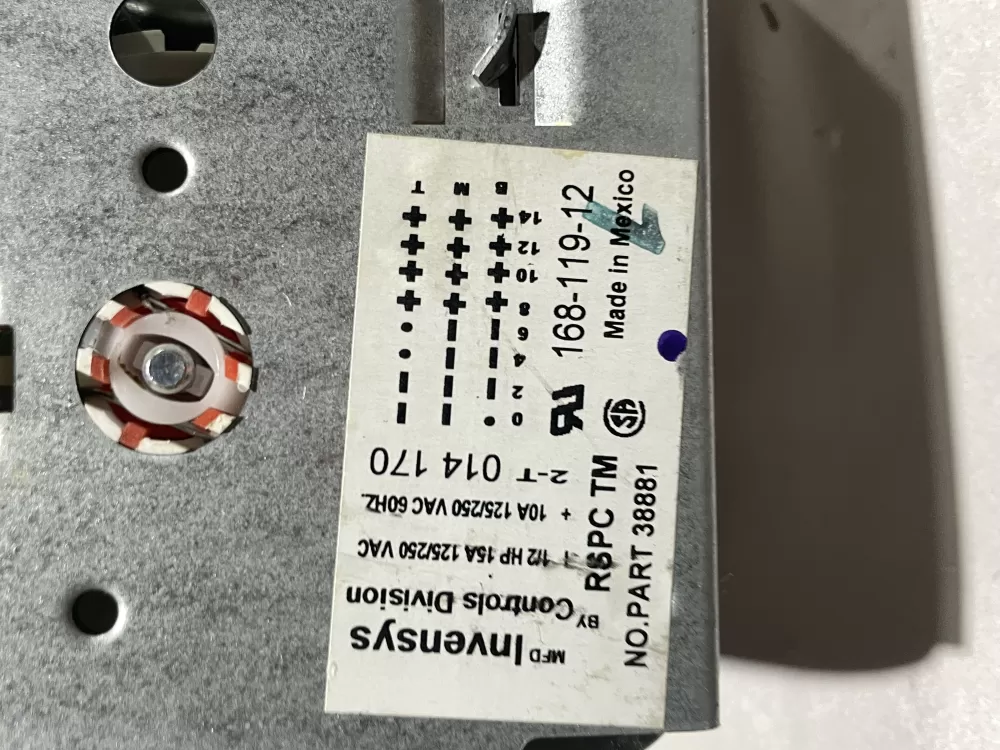 MFD Invensys
BY Controls Division
1/2 HP 15A 125/250 VAC
+ 10A 125/250 VAC 60HZ
2-T 014 170
0 • - -
2 - - -
4 - - •
6 - - •
8 + + +
10 + + +
12 + + +
14 + + +
B M T
RSPC TM
168-119-12
NO.PART 38881
Made in Mexico